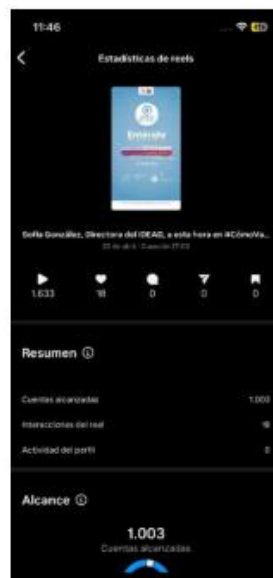 11:46
Estadísticas de reels
Entérate
Sofía González, Directora del IDEAD, a esta hora en #CómoVa...
1.633 18 0 0 0
Resumen
Cuentas alcanzadas 1.003
Interacciones del reel 18
Actividad del perfil 0
Alcance
1.003
Cuentas alcanzadas